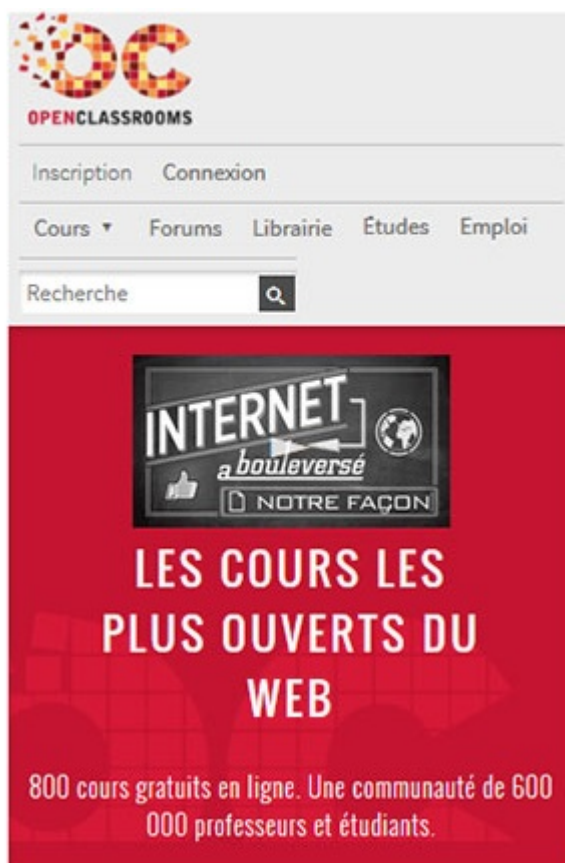 OC
OPENCLASSROOMS
Inscription Connexion
Cours ▾ Forums Librairie Études Emploi
Recherche
INTERNET
a bouleversé
NOTRE FAÇON
LES COURS LES
PLUS OUVERTS DU
WEB
800 cours gratuits en ligne. Une communauté de 600
000 professeurs et étudiants.